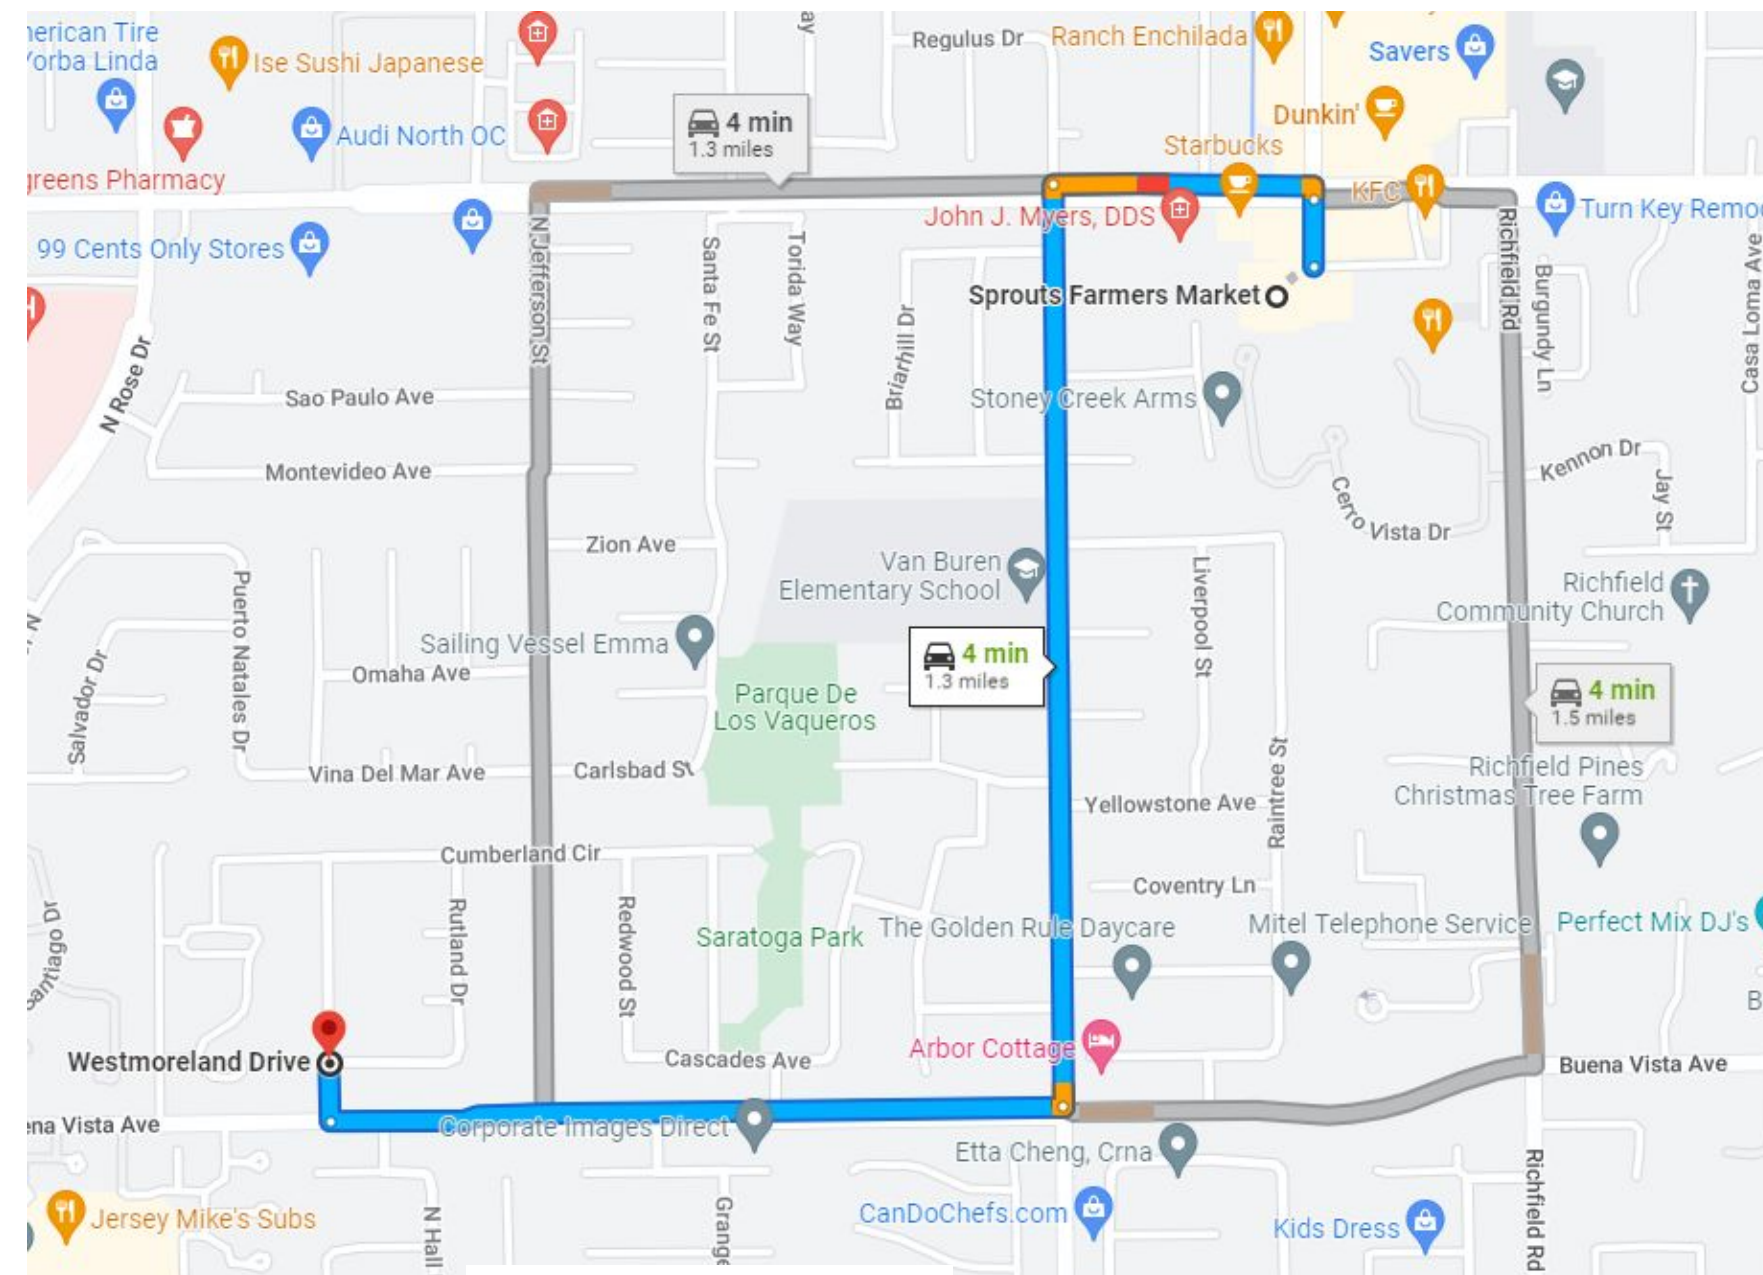 erican Tire
orba Linda
Ise Sushi Japanese
Regulus Dr
Ranch Enchilada
Savers
Audi North OC
4 min
1.3 miles
Dunkin'
Starbucks
greens Pharmacy
KFC
John J. Myers, DDS
Turn Key Remo
99 Cents Only Stores
N Jefferson St
Santa Fe St
Torida Way
Richfield Rd
Burgundy Ln
Casa Loma Ave
Sprouts Farmers Market
Briarhill Dr
N Rose Dr
Sao Paulo Ave
Stoney Creek Arms
Montevideo Ave
Kennon Dr
Jay St
Cerro Vista Dr
Zion Ave
Van Buren
Elementary School
Liverpool St
Richfield
Community Church
Puerto Natales Dr
Sailing Vessel Emma
Omaha Ave
Salvador Dr
4 min
1.3 miles
Parque De
Los Vaqueros
4 min
1.5 miles
Vina Del Mar Ave
Carlsbad St
Raintree St
Richfield Pines
Christmas Tree Farm
Yellowstone Ave
Cumberland Cir
Coventry Ln
Santiago Dr
Rutland Dr
Redwood St
Saratoga Park
The Golden Rule Daycare
Mitel Telephone Service
Perfect Mix DJ's
B
Westmoreland Drive
Cascades Ave
Arbor Cottage
Buena Vista Ave
ena Vista Ave
Corporate Images Direct
Etta Cheng, Crna
Jersey Mike's Subs
N Hall
Grange
CanDoChefs.com
Kids Dress
Richfield Rd